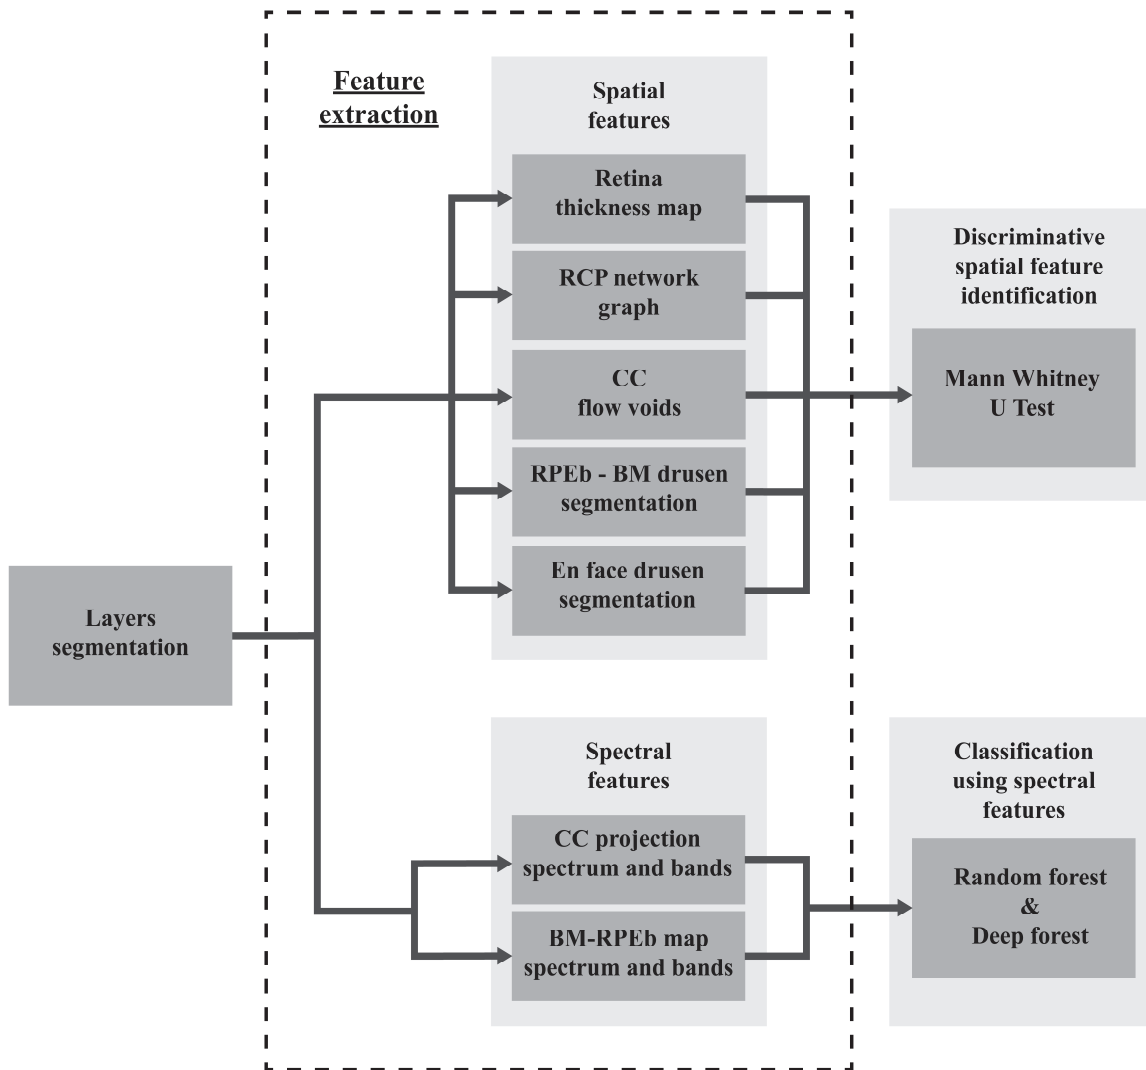 Feature
extraction
Spatial
features
Retina
thickness map
RCP network
graph
CC
flow voids
RPEb - BM drusen
segmentation
En face drusen
segmentation
Discriminative
spatial feature
identification
Mann Whitney
U Test
Layers
segmentation
Spectral
features
CC projection
spectrum and bands
BM-RPEb map
spectrum and bands
Classification
using spectral
features
Random forest
&
Deep forest